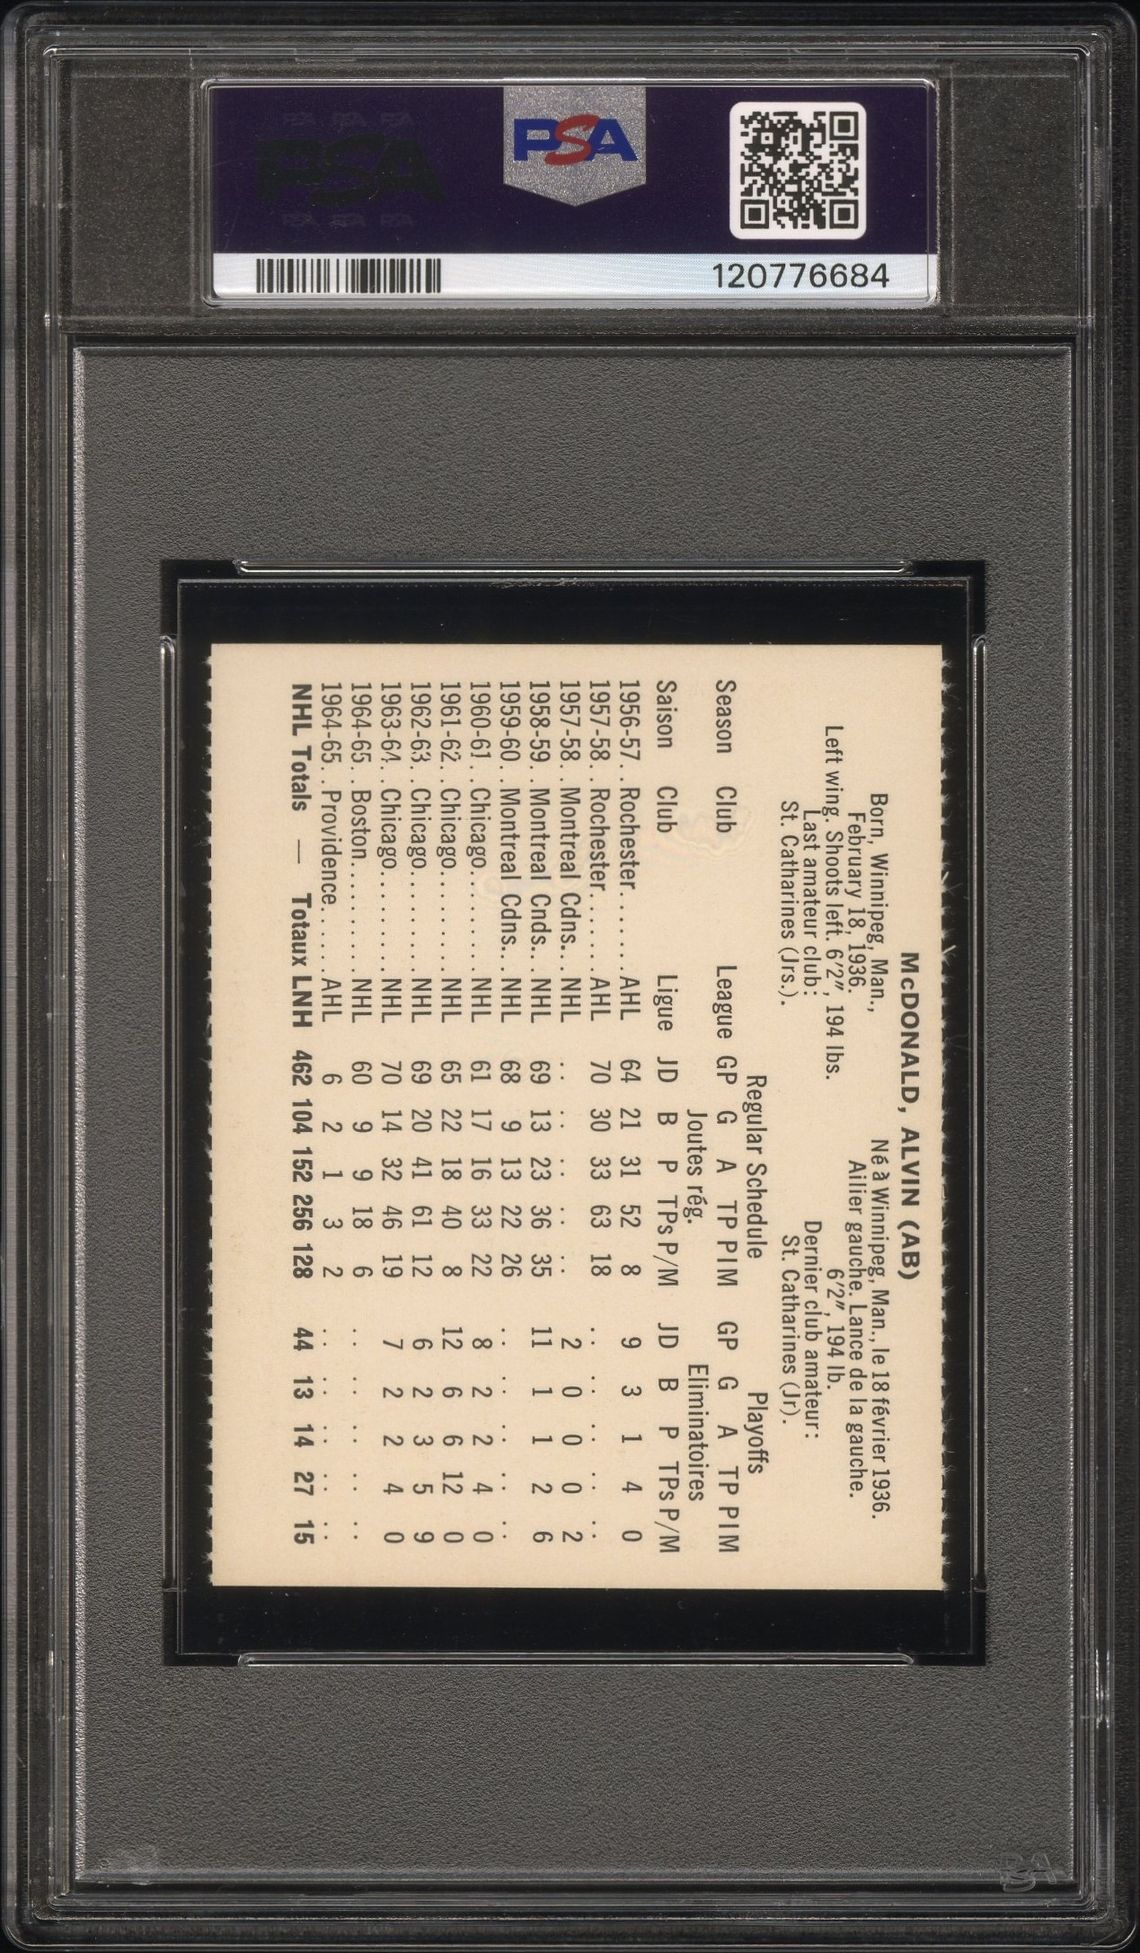 PSA
120776684
McDONALD, ALVIN (AB)
Born, Winnipeg, Man.,
February 18, 1936.
Left wing. Shoots left. 6'2", 194 lbs.
Last amateur club:
St. Catharines (Jrs.).
Né à Winnipeg, Man., le 18 février 1936.
Ailier gauche. Lance de la gauche.
6'2", 194 lb.
Dernier club amateur:
St. Catharines (Jr).
Regular Schedule Playoffs
Season Club League GP G A TP PIM GP G A TP PIM
Joutes rég. Eliminatoires
Saison Club Ligue JD B P TPs P/M JD B P TPs P/M
1956-57..Rochester......AHL 64 21 31 52 8 9 3 1 4 0
1957-58..Rochester......AHL 70 30 33 63 18 .. .. .. .. ..
1957-58..Montreal Cdns...NHL .. .. .. .. .. 2 0 0 0 2
1958-59..Montreal Cnds...NHL 69 13 23 36 35 11 1 1 2 6
1959-60..Montreal Cdns...NHL 68 9 13 22 26 .. .. .. .. ..
1960-61..Chicago.........NHL 61 17 16 33 22 8 2 2 4 0
1961-62..Chicago.........NHL 65 22 18 40 8 12 6 6 12 0
1962-63..Chicago.........NHL 69 20 41 61 12 6 2 3 5 9
1963-64..Chicago.........NHL 70 14 32 46 19 7 2 2 4 0
1964-65..Boston..........NHL 60 9 9 18 6 .. .. .. .. ..
1964-65..Providence......AHL 6 2 1 3 2 .. .. .. .. ..
NHL Totals — Totaux LNH 462 104 152 256 128 44 13 14 27 15
PSA